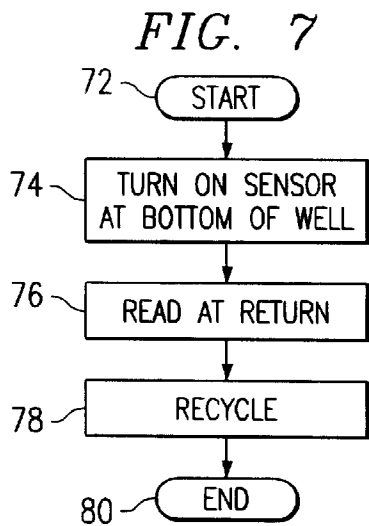 FIG. 7
72
START
74
TURN ON SENSOR
AT BOTTOM OF WELL
76
READ AT RETURN
78
RECYCLE
80
END